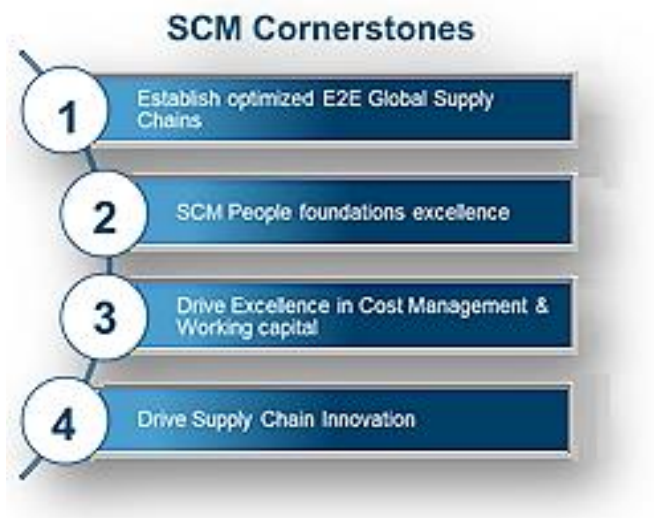 SCM Cornerstones
1
Establish optimized E2E Global Supply
Chains
2
SCM People foundations excellence
3
Drive Excellence in Cost Management &
Working capital
4
Drive Supply Chain Innovation